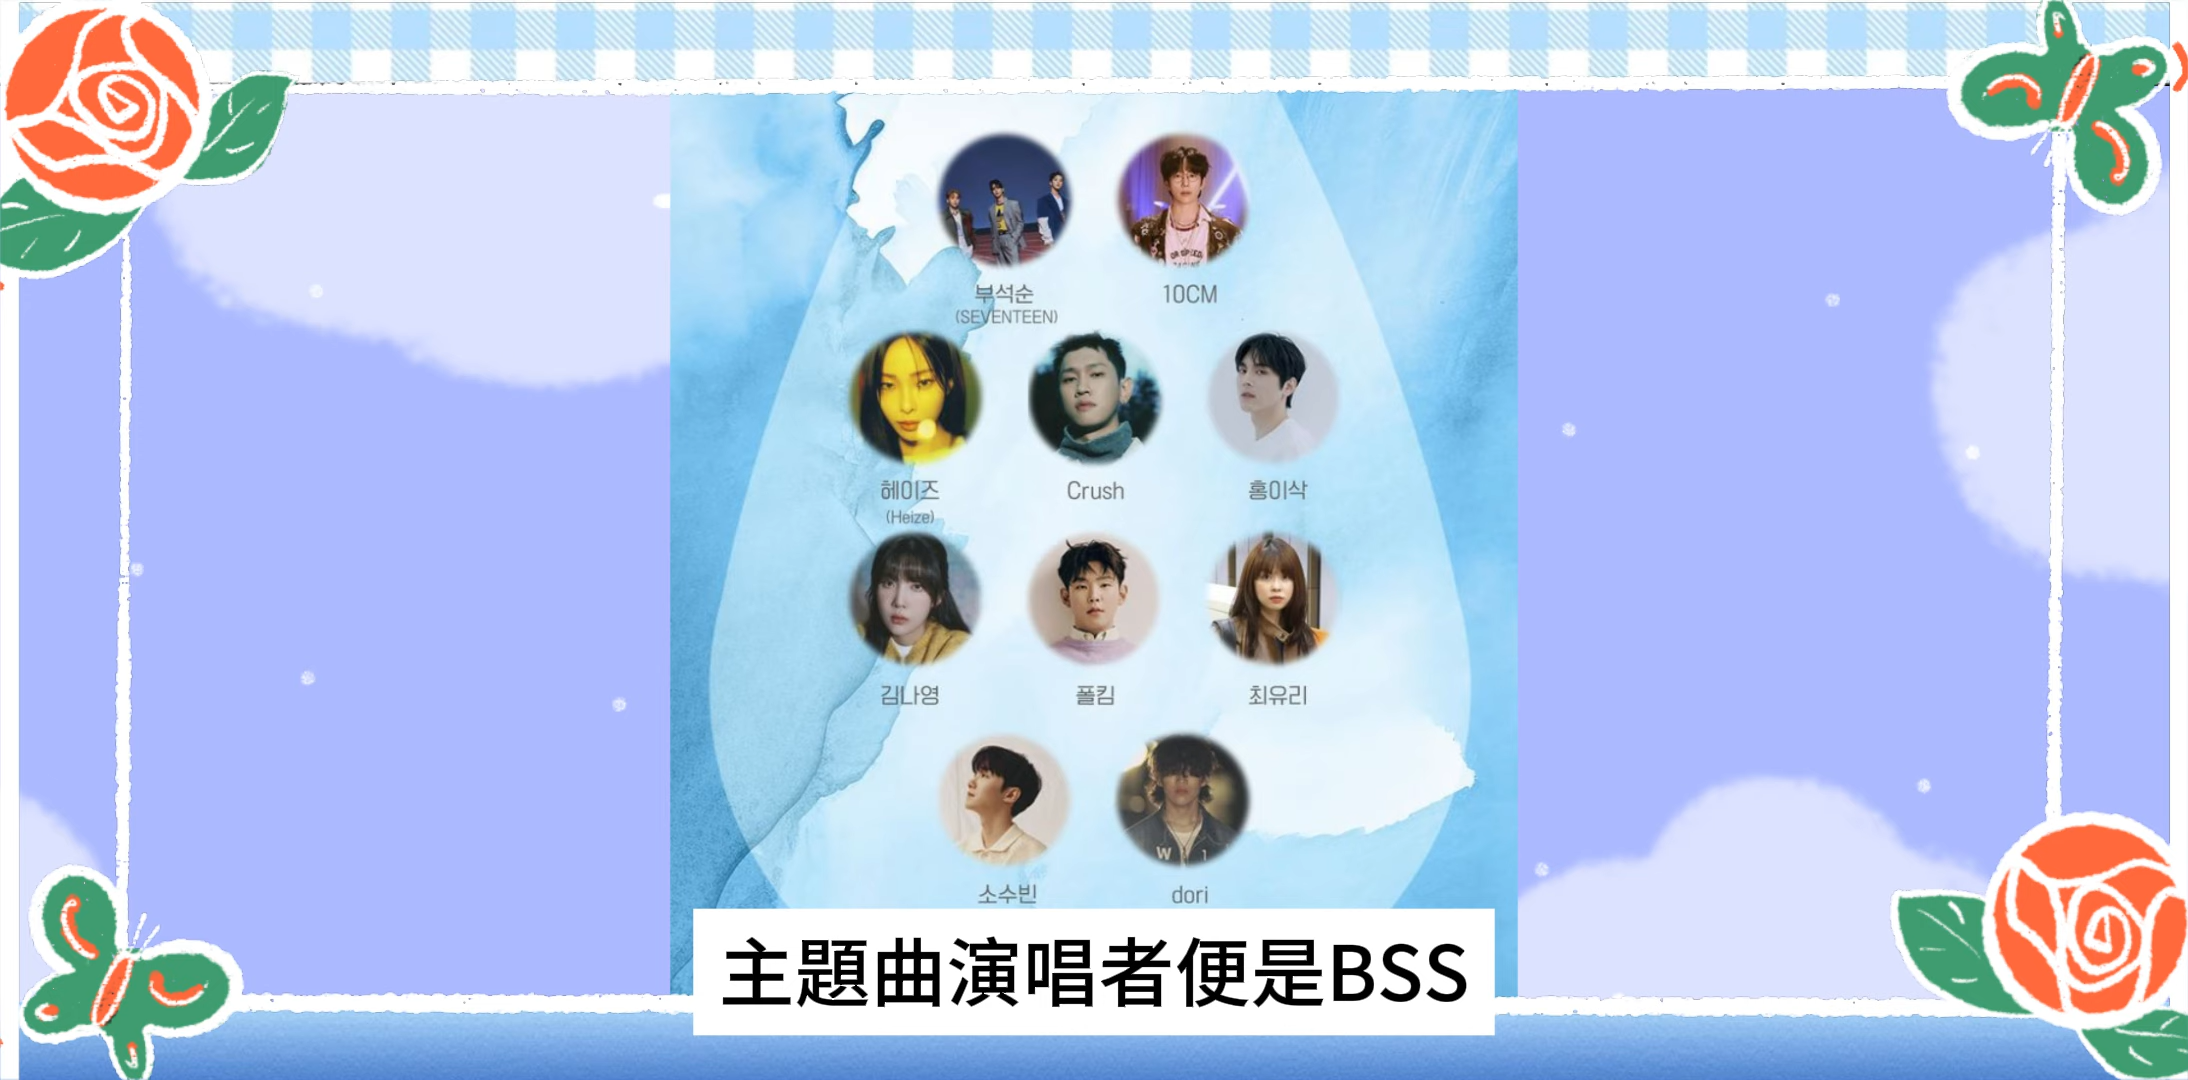 부석순
(SEVENTEEN)
10CM
헤이즈
(Heize)
Crush
홍이삭
김나영
폴킴
최유리
소수빈
dori
主題曲演唱者便是BSS